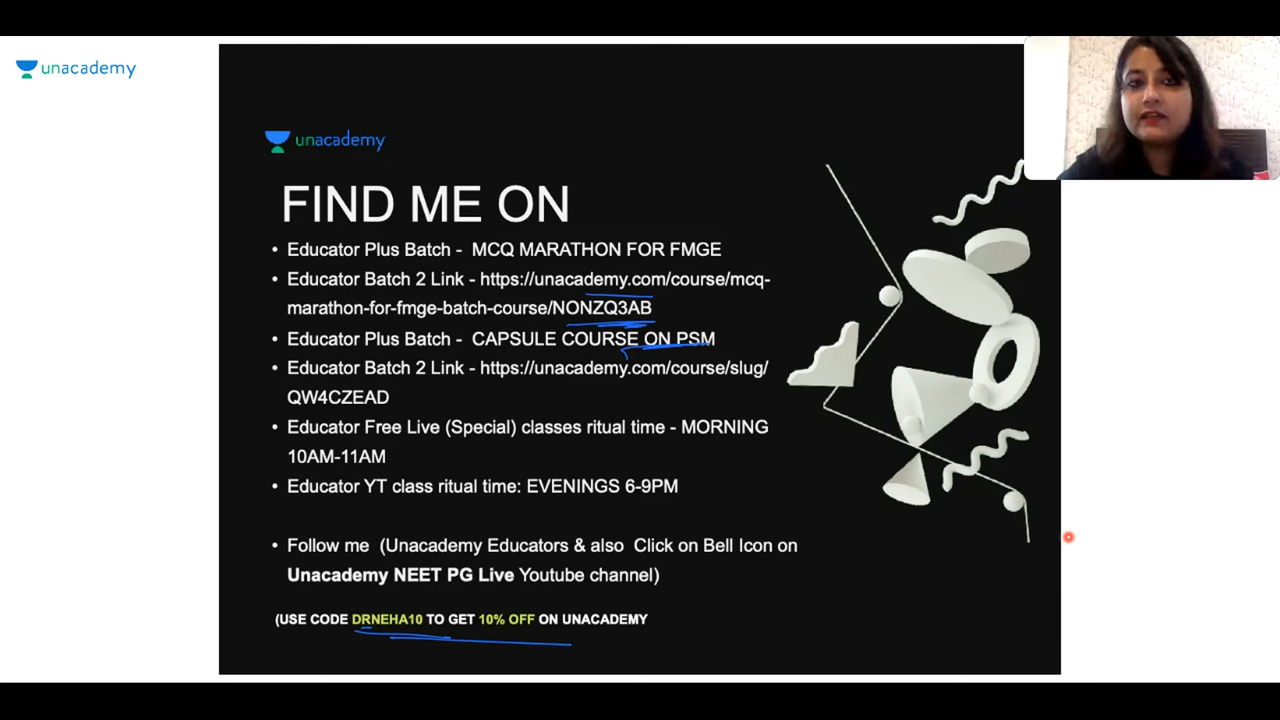 unacademy
unacademy
FIND ME ON
• Educator Plus Batch - MCQ MARATHON FOR FMGE
• Educator Batch 2 Link - https://unacademy.com/course/mcq-
marathon-for-fmge-batch-course/NONZQ3AB
• Educator Plus Batch - CAPSULE COURSE ON PSM
• Educator Batch 2 Link - https://unacademy.com/course/slug/
QW4CZEAD
• Educator Free Live (Special) classes ritual time - MORNING
10AM-11AM
• Educator YT class ritual time: EVENINGS 6-9PM
• Follow me (Unacademy Educators & also Click on Bell Icon on
Unacademy NEET PG Live Youtube channel)
(USE CODE DRNEHA10 TO GET 10% OFF ON UNACADEMY